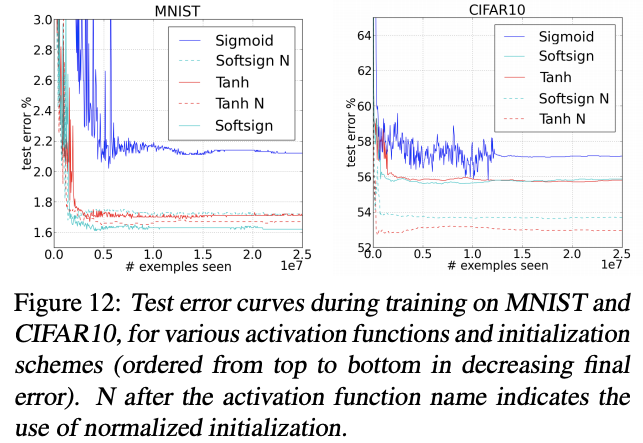 MNIST
3.0
2.8
2.6
2.4
2.2
2.0
1.8
1.6
test error %
Sigmoid
Softsign N
Tanh
Tanh N
Softsign
0.0 0.5 1.0 1.5 2.0 2.5
# exemples seen 1e7
CIFAR10
64
62
60
58
56
54
52
test error %
Sigmoid
Softsign
Tanh
Softsign N
Tanh N
0.0 0.5 1.0 1.5 2.0 2.5
# exemples seen 1e7
Figure 12: Test error curves during training on MNIST and
CIFAR10, for various activation functions and initialization
schemes (ordered from top to bottom in decreasing final
error). N after the activation function name indicates the
use of normalized initialization.